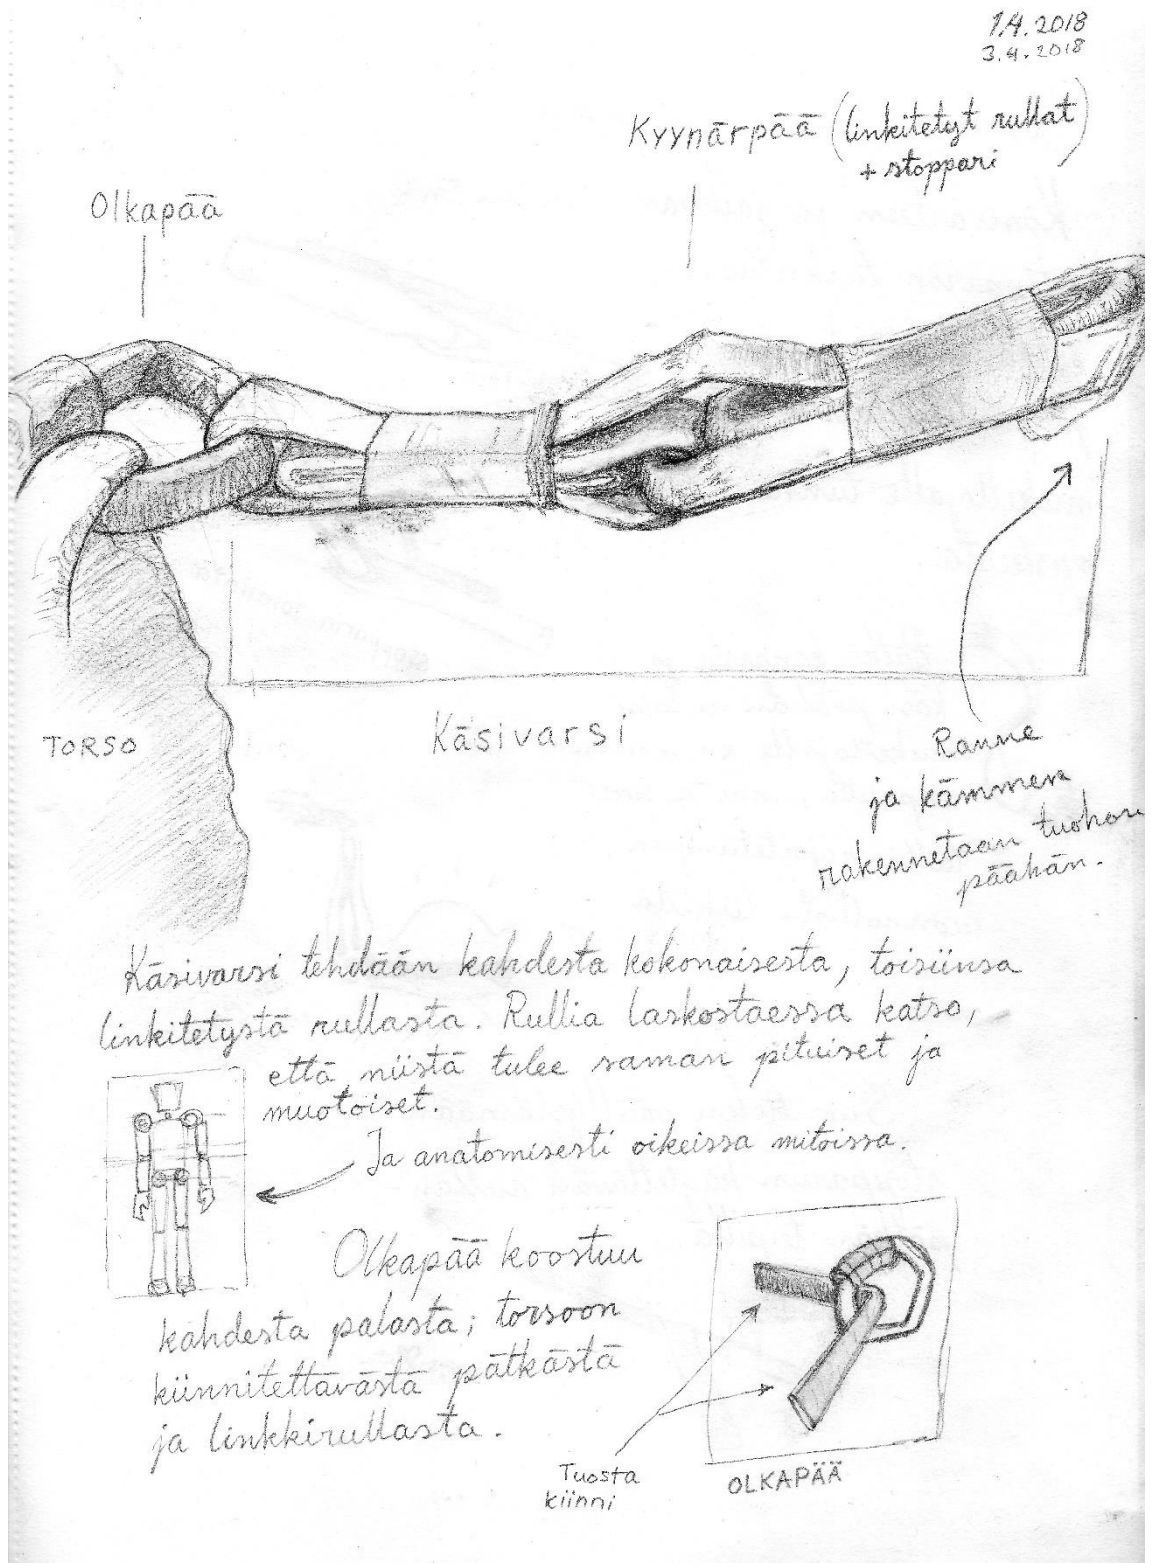 1.4.2018
3.4.2018
Kyynärpää (linkitetyt rullat)
+ stoppari
Olkapää
TORSO
Käsivarsi
Ranne
ja kämmen
rakennetaan tuohon
päähän.
Käsivarsi tehdään kahdesta kokonaisesta, toisiinsa
linkitetystä rullasta. Rullia laskostaessa katso,
että niistä tulee saman pituiset ja
muotoiset.
Ja anatomisesti oikeissa mitoissa.
Olkapää koostuu
kahdesta palasta; torsoon
kiinnitettävästä pätkästä
ja linkkirullasta.
Tuosta
kiinni
OLKAPÄÄ